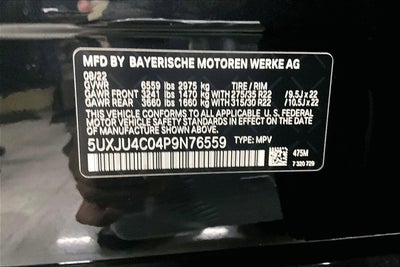 MFD BY BAYERISCHE MOTOREN WERKE AG
08/22
GVWR 6559 lbs 2975 kg TIRE / RIM
GAWR FRONT 3241 lbs 1470 kg 275/35 R22 /9.5J x 22
GAWR REAR 3660 lbs 1660 kg 315/30 R22 /10.5J x 22
THIS VEHICLE CONFORMS TO ALL APPLICABLE U. S. FEDERAL
MOTOR VEHICLE SAFETY STANDARDS IN EFFECT ON THE DATE OF
MANUFACTURE SHOWN ABOVE.
5UXJU4C04P9N76559 TYPE: MPV
475M
7 320 729